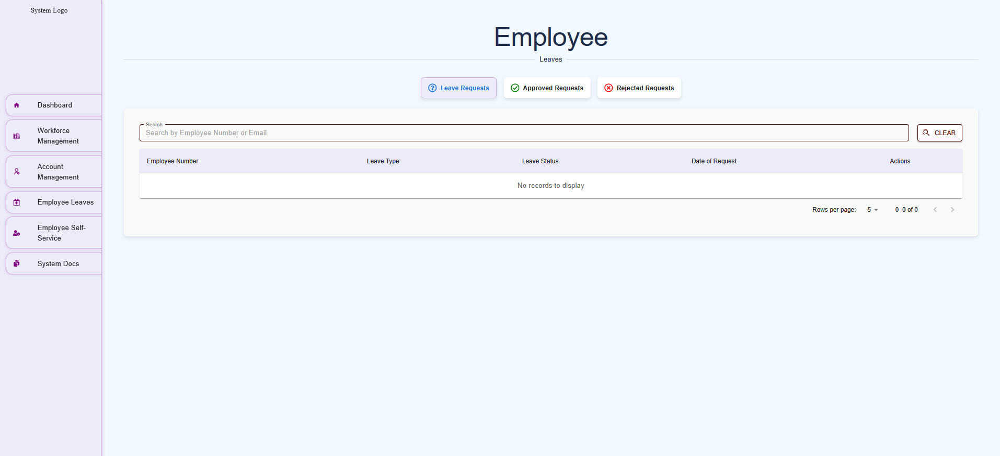 System Logo
Employee
Leaves
Leave Requests
Approved Requests
Rejected Requests
Dashboard
Workforce
Management
Account
Management
Employee Leaves
Employee Self-
Service
System Docs
Search
Search by Employee Number or Email
CLEAR
Employee Number Leave Type Leave Status Date of Request Actions
No records to display
Rows per page: 5 0–0 of 0